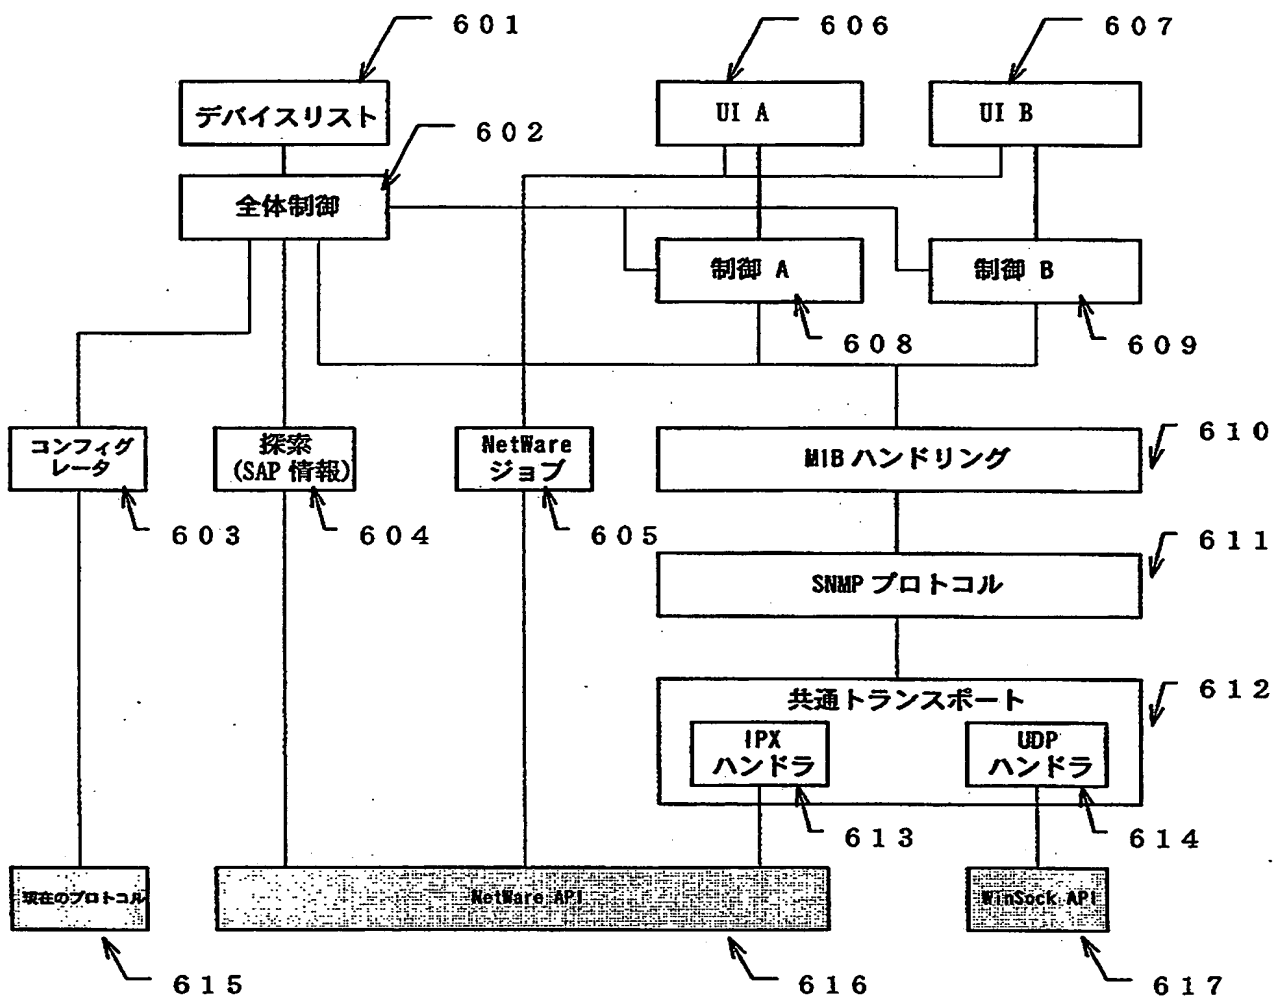 601
606
607
デバイスリスト
UI A
UI B
602
全体制御
制御 A
制御 B
608
609
コンフィグ
レータ
探索
(SAP 情報)
NetWare
ジョブ
MIB ハンドリング
610
603
604
605
611
SNMP プロトコル
612
共通トランスポート
IPX
ハンドラ
UDP
ハンドラ
613
614
現在のプロトコル
NetWare API
WinSock API
615
616
617